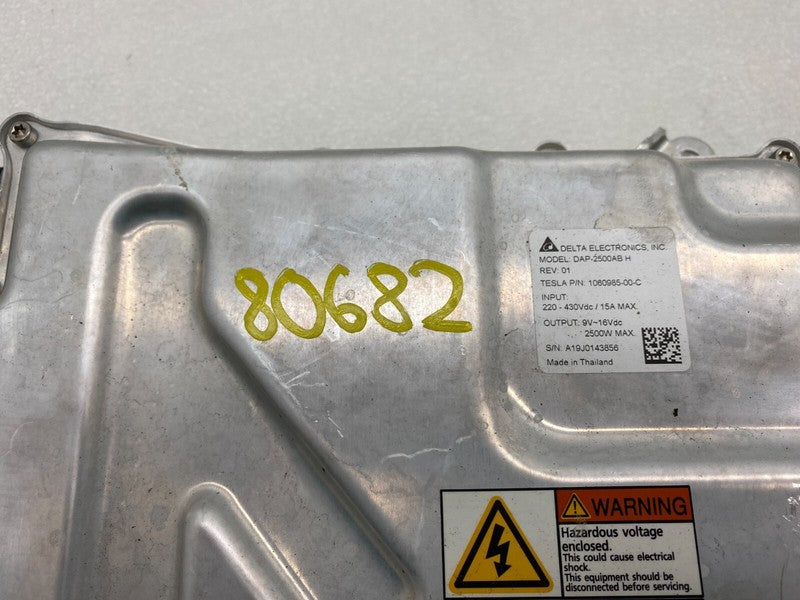 80682
DELTA ELECTRONICS, INC.
MODEL: DAP-2500AB H
REV: 01
TESLA P/N: 1060985-00-C
INPUT:
220 - 430Vdc / 15A MAX.
OUTPUT: 9V~16Vdc
2500W MAX.
S/N: A19J0143856
Made in Thailand
WARNING
Hazardous voltage
enclosed.
This could cause electrical
shock.
This equipment should be
disconnected before servicing.